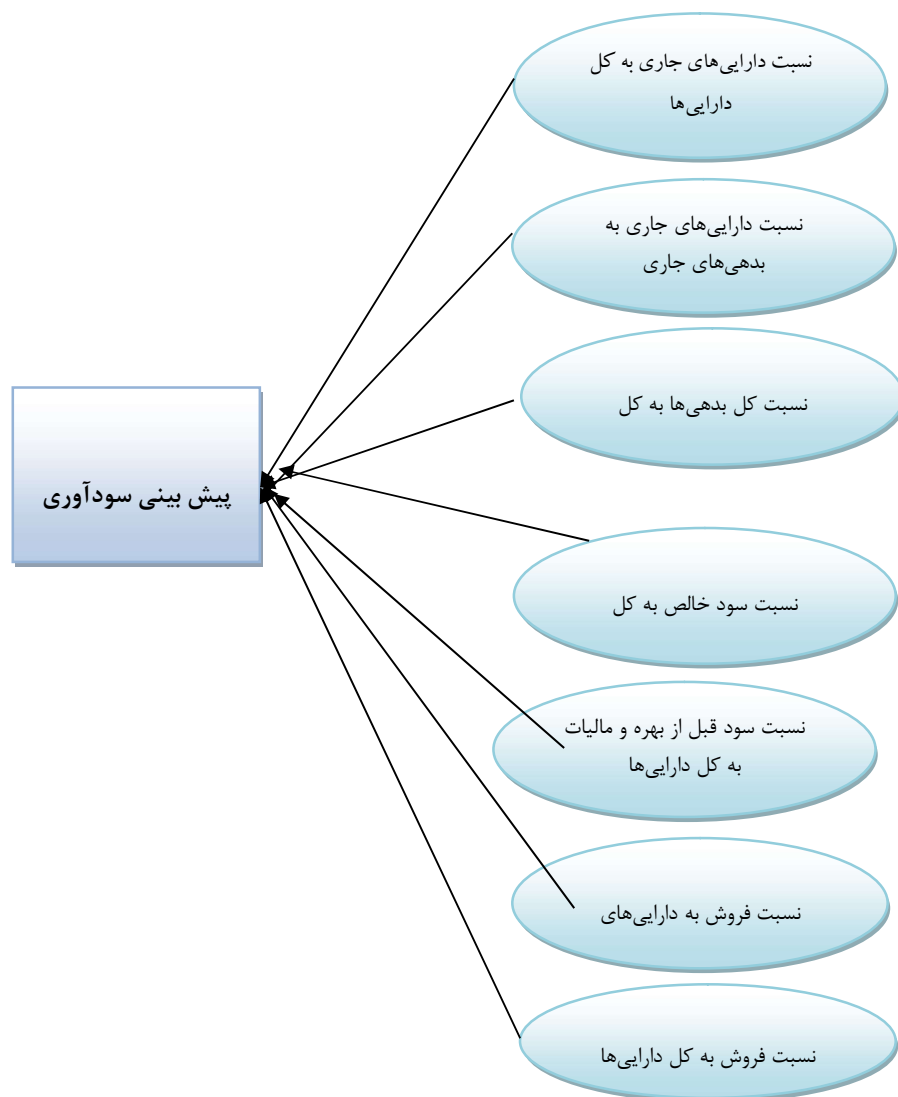 نسبت دارایی‌های جاری به کل
دارایی‌ها
نسبت دارایی‌های جاری به
بدهی‌های جاری
نسبت کل بدهی‌ها به کل
پیش بینی سودآوری
نسبت سود خالص به کل
نسبت سود قبل از بهره و مالیات
به کل دارایی‌ها
نسبت فروش به دارایی‌های
نسبت فروش به کل دارایی‌ها